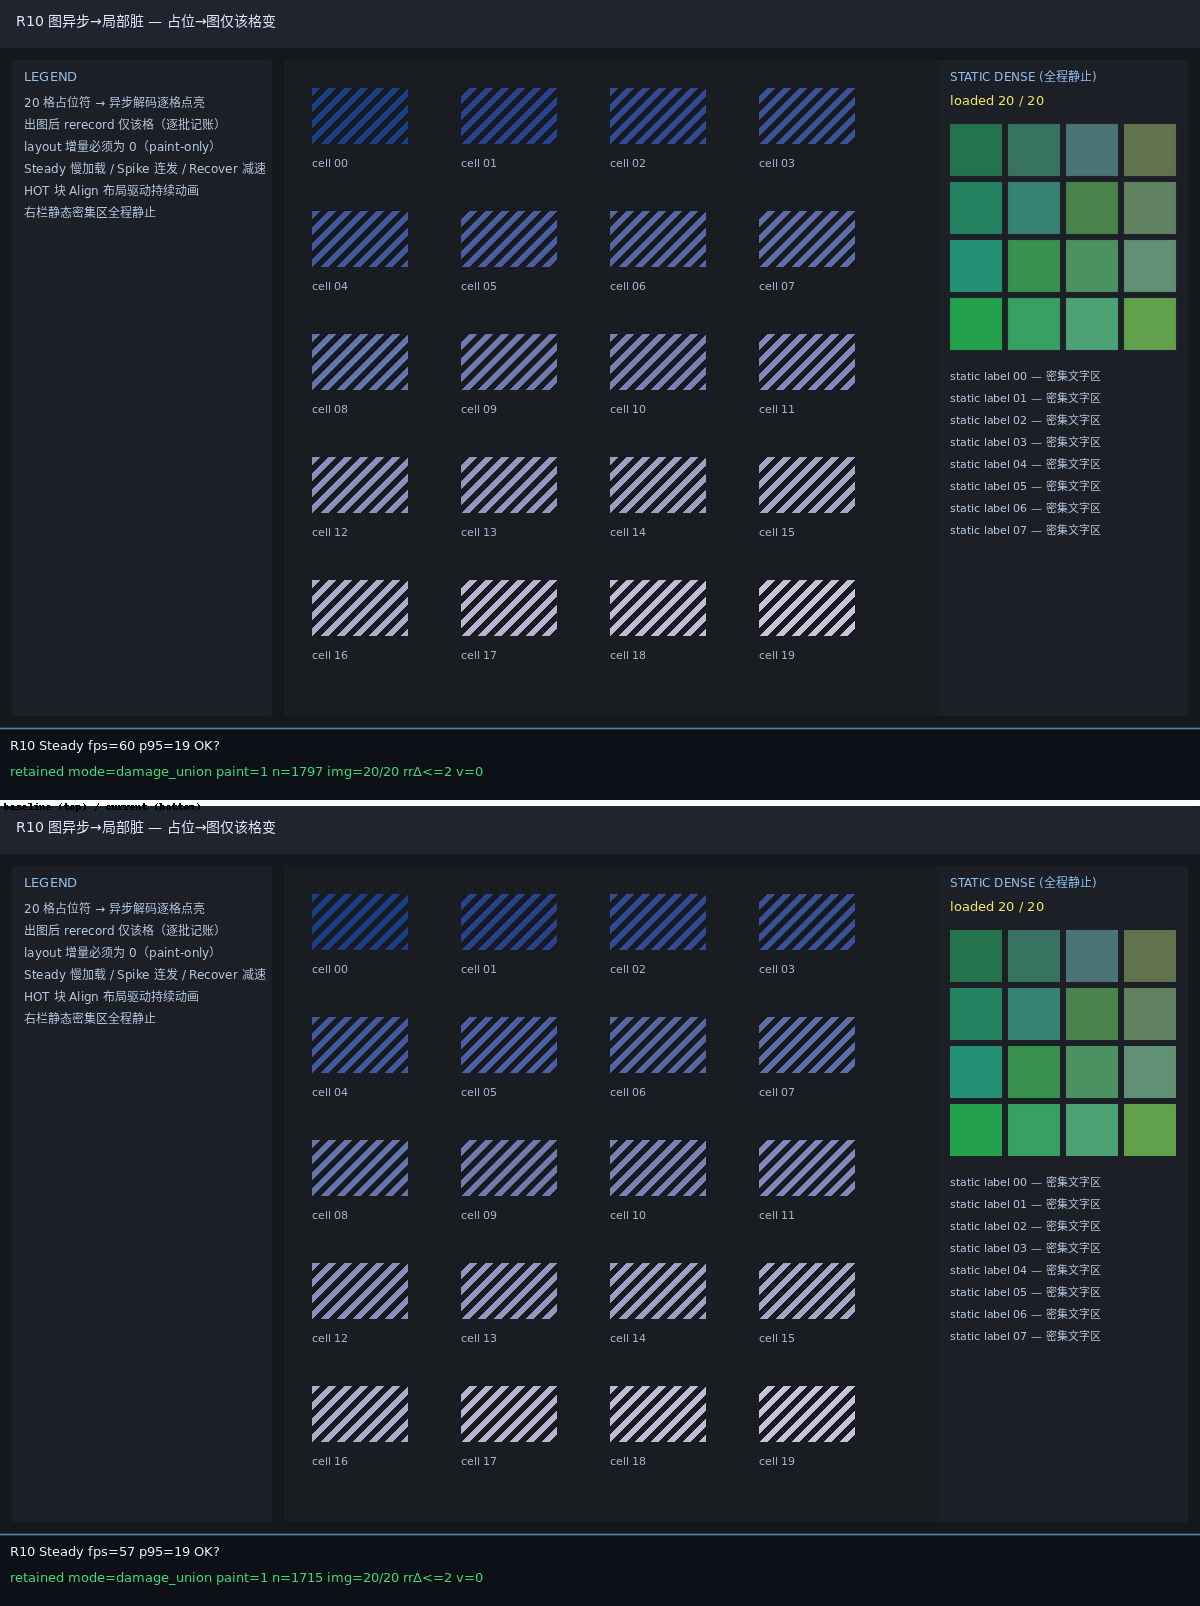 R10 图异步→局部脏 — 占位→图仅该格变
LEGEND
20 格占位符 → 异步解码逐格点亮
出图后 rerecord 仅该格（逐批记账）
layout 增量必须为 0（paint-only）
Steady 慢加载 / Spike 连发 / Recover 减速
HOT 块 Align 布局驱动持续动画
右栏静态密集区全程静止
cell 00
cell 01
cell 02
cell 03
cell 04
cell 05
cell 06
cell 07
cell 08
cell 09
cell 10
cell 11
cell 12
cell 13
cell 14
cell 15
cell 16
cell 17
cell 18
cell 19
STATIC DENSE (全程静止)
loaded 20 / 20
static label 00 — 密集文字区
static label 01 — 密集文字区
static label 02 — 密集文字区
static label 03 — 密集文字区
static label 04 — 密集文字区
static label 05 — 密集文字区
static label 06 — 密集文字区
static label 07 — 密集文字区
R10 Steady fps=60 p95=19 OK?
retained mode=damage_union paint=1 n=1797 img=20/20 rrΔ<=2 v=0
baseline (top) / current (bottom)
R10 图异步→局部脏 — 占位→图仅该格变
LEGEND
20 格占位符 → 异步解码逐格点亮
出图后 rerecord 仅该格（逐批记账）
layout 增量必须为 0（paint-only）
Steady 慢加载 / Spike 连发 / Recover 减速
HOT 块 Align 布局驱动持续动画
右栏静态密集区全程静止
cell 00
cell 01
cell 02
cell 03
cell 04
cell 05
cell 06
cell 07
cell 08
cell 09
cell 10
cell 11
cell 12
cell 13
cell 14
cell 15
cell 16
cell 17
cell 18
cell 19
STATIC DENSE (全程静止)
loaded 20 / 20
static label 00 — 密集文字区
static label 01 — 密集文字区
static label 02 — 密集文字区
static label 03 — 密集文字区
static label 04 — 密集文字区
static label 05 — 密集文字区
static label 06 — 密集文字区
static label 07 — 密集文字区
R10 Steady fps=57 p95=19 OK?
retained mode=damage_union paint=1 n=1715 img=20/20 rrΔ<=2 v=0